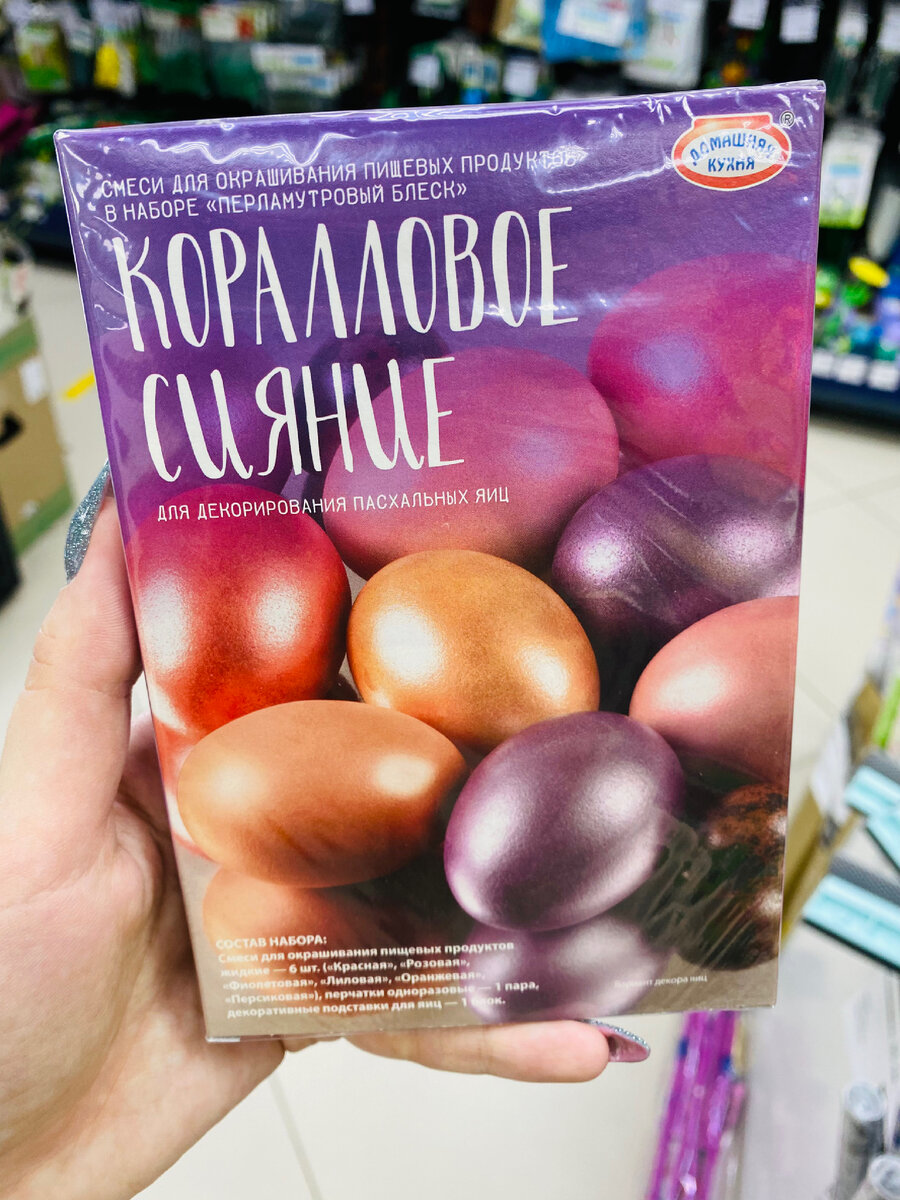 ДОМАШНЯЯ
КУХНЯ
®
СМЕСИ ДЛЯ ОКРАШИВАНИЯ ПИЩЕВЫХ ПРОДУКТОВ
В НАБОРЕ «ПЕРЛАМУТРОВЫЙ БЛЕСК»
КОРАЛЛОВОЕ
СИЯНИЕ
ДЛЯ ДЕКОРИРОВАНИЯ ПАСХАЛЬНЫХ ЯИЦ
СОСТАВ НАБОРА:
Смеси для окрашивания пищевых продуктов
жидкие — 6 шт. («Красная», «Розовая»,
«Фиолетовая», «Лиловая», «Оранжевая»,
«Персиковая»), перчатки одноразовые — 1 пара,
декоративные подставки для яиц — 1 блок.
Вариант декора яиц